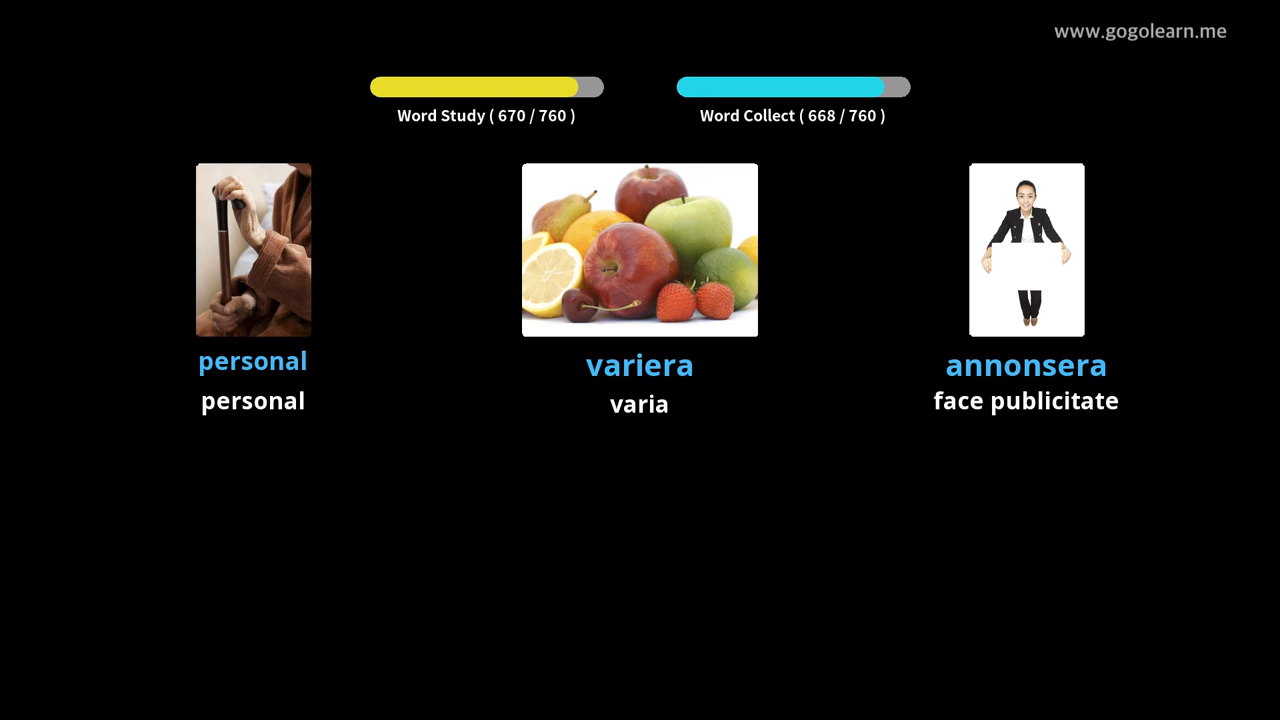 www.gogolearn.me
Word Study ( 670 / 760 )
Word Collect ( 668 / 760 )
personal
personal
variera
varia
annonsera
face publicitate